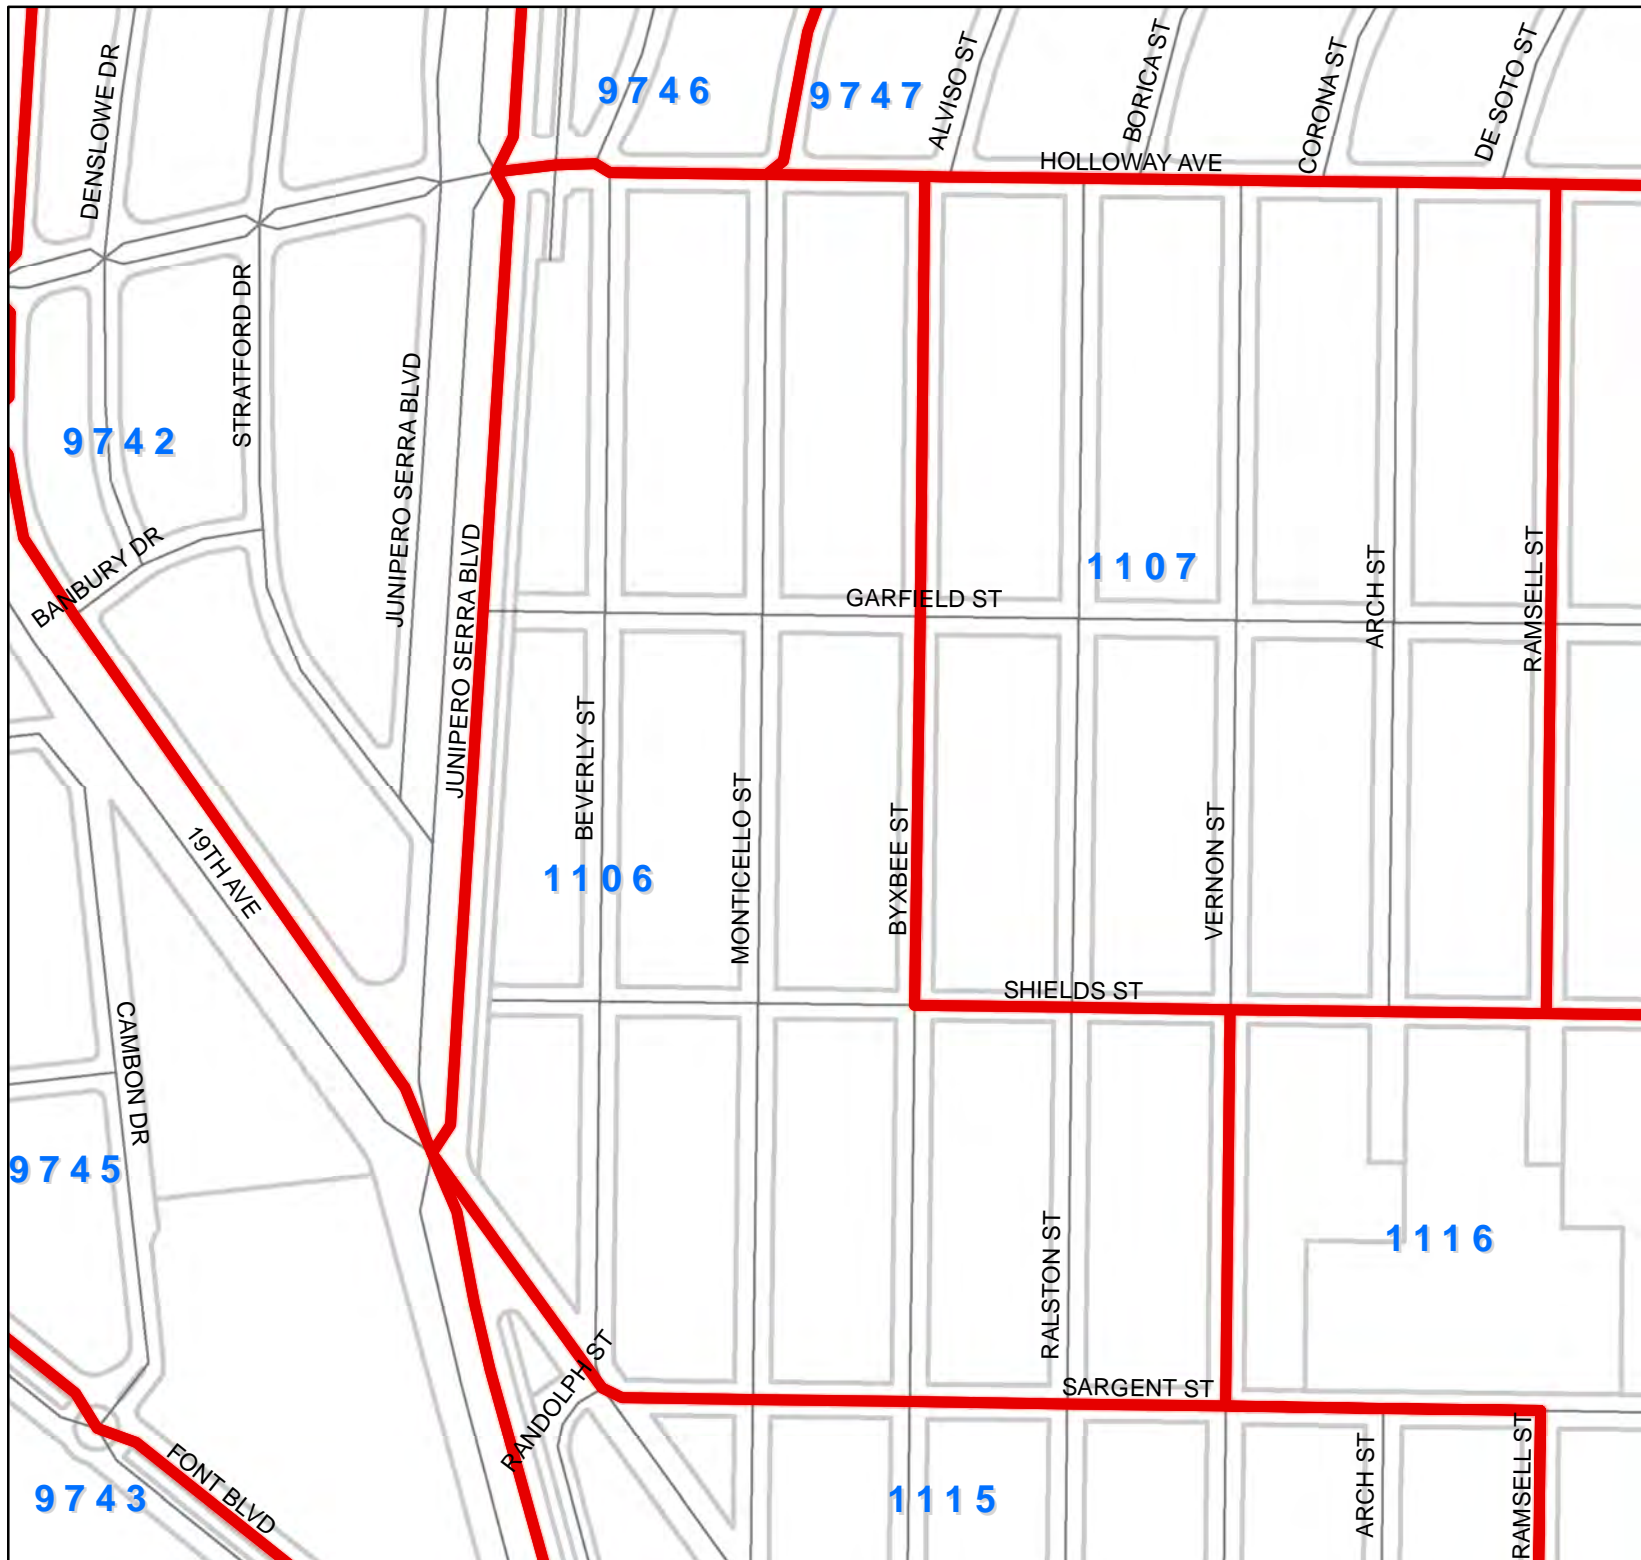 DENSLOWE DR
9746
9747
ALVISO ST
BORICA ST
CORONA ST
DE SOTO ST
HOLLOWAY AVE
STRATFORD DR
JUNIPERO SERRA BLVD
9742
BANBURY DR
JUNIPERO SERRA BLVD
GARFIELD ST
1107
ARCH ST
RAMSELL ST
BEVERLY ST
MONTICELLO ST
BYXBEE ST
VERNON ST
19TH AVE
1106
SHIELDS ST
CAMBON DR
9745
RALSTON ST
1116
RANDOLPH ST
SARGENT ST
FONT BLVD
9743
1115
ARCH ST
RAMSELL ST